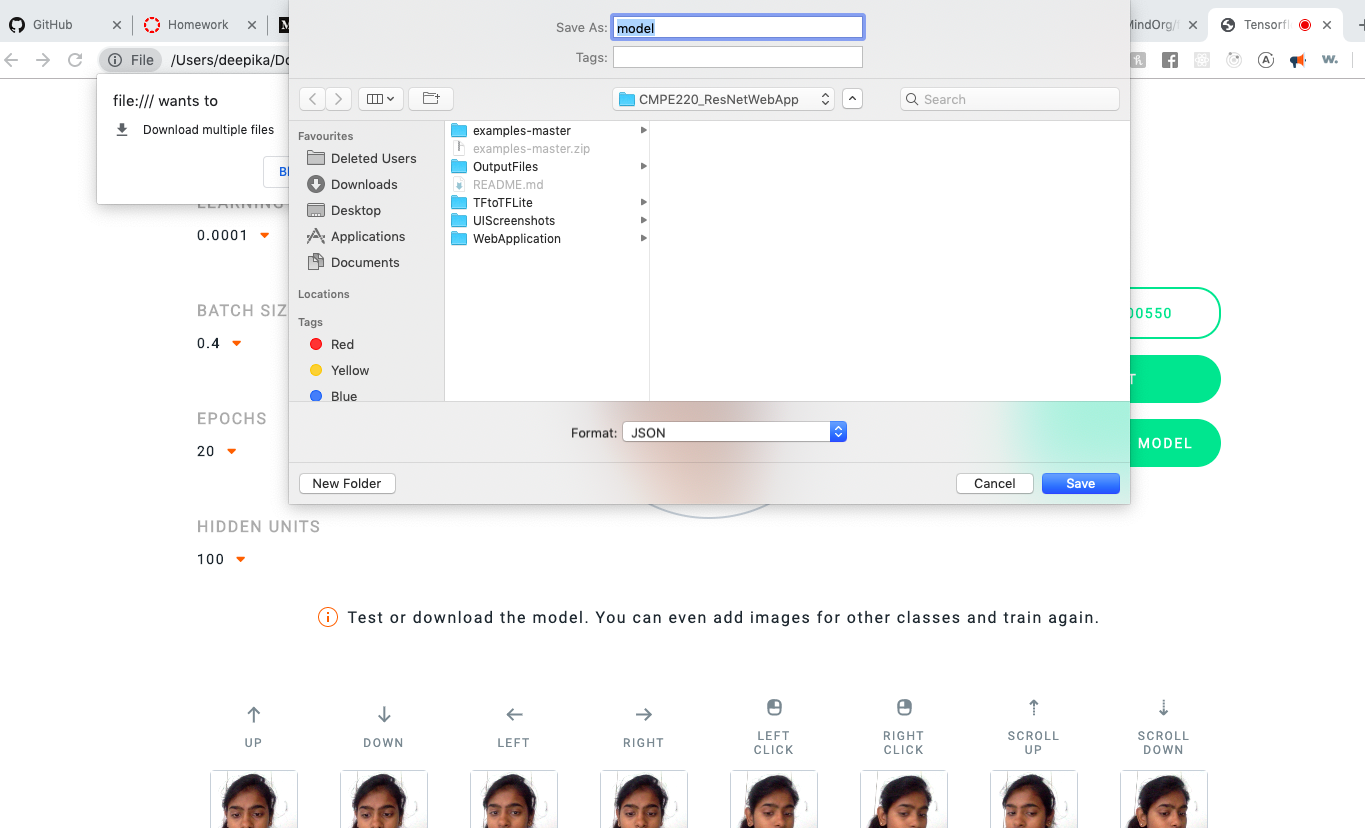 GitHub
Homework
MindOrg/
Tensorfl
File
/Users/deepika/Do
file:/// wants to
Download multiple files
Save As: model
Tags:
CMPE220_ResNetWebApp
Search
Favourites
Deleted Users
Downloads
Desktop
Applications
Documents
Locations
Tags
Red
Yellow
Blue
examples-master
examples-master.zip
OutputFiles
README.md
TFtoTFLite
UIScreenshots
WebApplication
Format: JSON
New Folder
Cancel
Save
LEARNING
0.0001
BATCH SIZ
0.4
EPOCHS
20
HIDDEN UNITS
100
00550
T
MODEL
Test or download the model. You can even add images for other classes and train again.
UP
DOWN
LEFT
RIGHT
LEFT
CLICK
RIGHT
CLICK
SCROLL
UP
SCROLL
DOWN